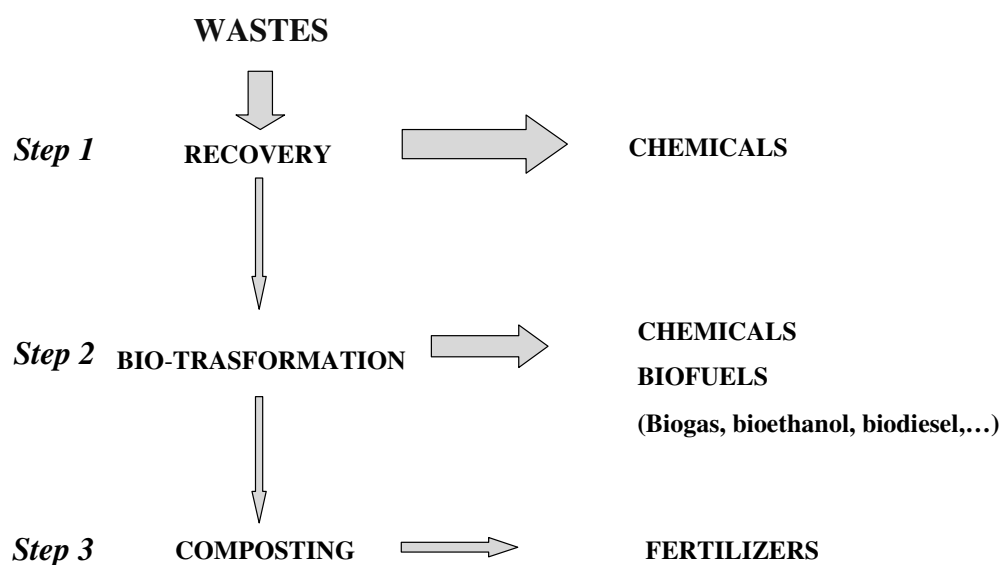 WASTES
Step 1 RECOVERY CHEMICALS
Step 2 BIO-TRASFORMATION CHEMICALS
BIOFUELS
(Biogas, bioethanol, biodiesel,…)
Step 3 COMPOSTING FERTILIZERS